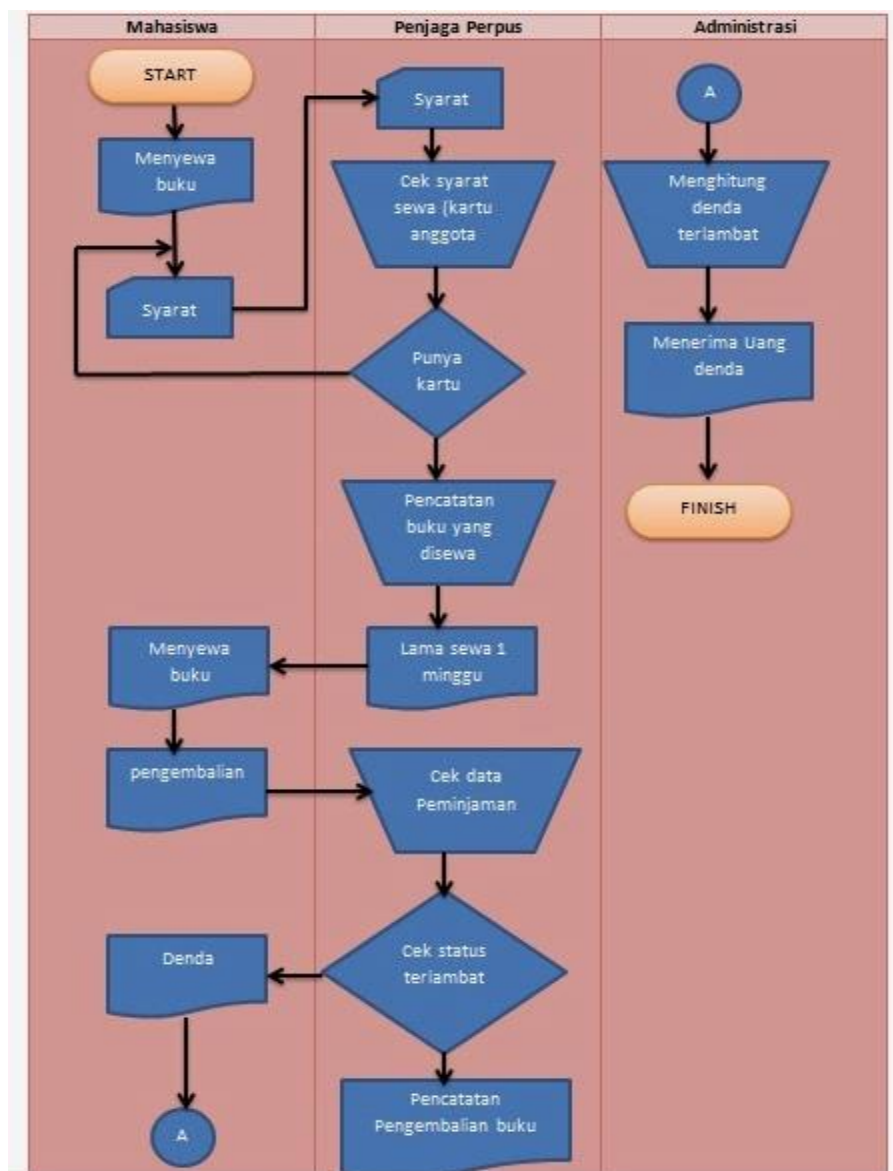 Mahasiswa
Penjaga Perpus
Administrasi
START
Menyewa
buku
Syarat
Syarat
Cek syarat
sewa (kartu
anggota
Punya
kartu
Pencatatan
buku yang
disewa
Lama sewa 1
minggu
Menyewa
buku
pengembalian
Cek data
Peminjaman
Cek status
terlambat
Denda
A
Pencatatan
Pengembalian buku
A
Menghitung
denda
terlambat
Menerima Uang
denda
FINISH